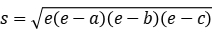 s = √e(e − a)(e − b)(e − c)